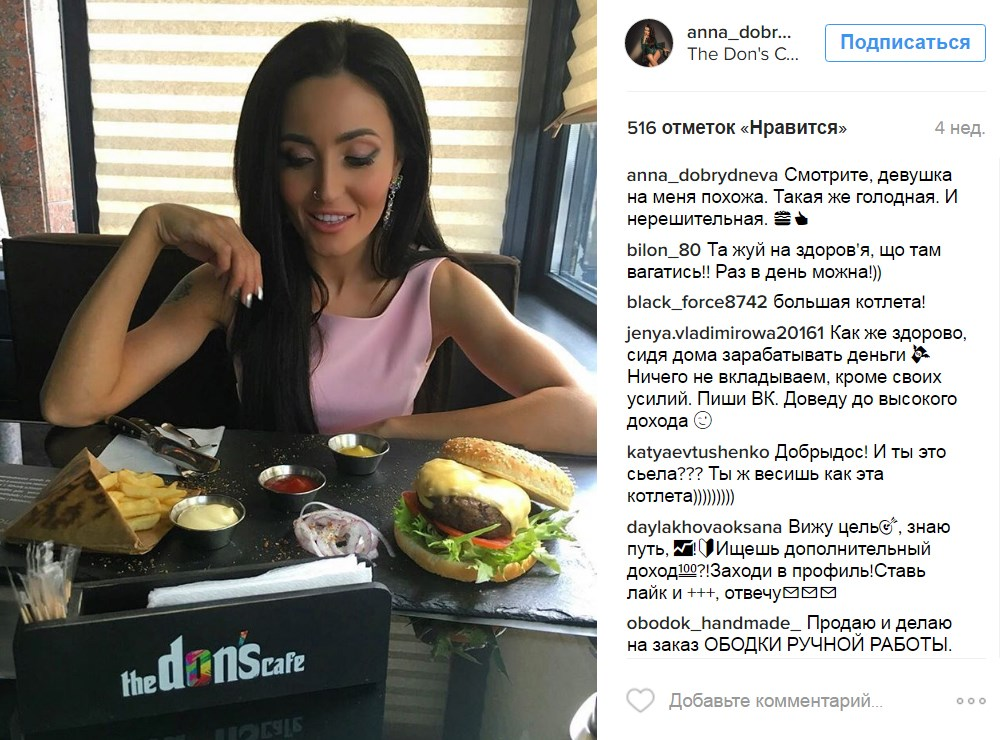 anna_dobr...
The Don's C...
Подписаться
516 отметок «Нравится»
4 нед.
anna_dobrydneva Смотрите, девушка
на меня похожа. Такая же голодная. И
нерешительная. 🍔👍
bilon_80 Та жуй на здоров'я, що там
вагатись!! Раз в день можна!))
black_force8742 большая котлета!
jenya.vladimirowa20161 Как же здорово,
сидя дома зарабатывать деньги
Ничего не вкладываем, кроме своих
усилий. Пиши ВК. Доведу до высокого
дохода 😉
katyaevtushenko Добрыдос! И ты это
сьела??? Ты ж весишь как эта
котлета)))))))))
daylakhovaoksana Вижу цель🎯, знаю
путь, 📈!🔰Ищешь дополнительный
доход💯?!Заходи в профиль!Ставь
лайк и +++, отвечу✉✉✉
obodok_handmade_ Продаю и делаю
на заказ ОБОДКИ РУЧНОЙ РАБОТЫ.
Добавьте комментарий...
the don's cafe